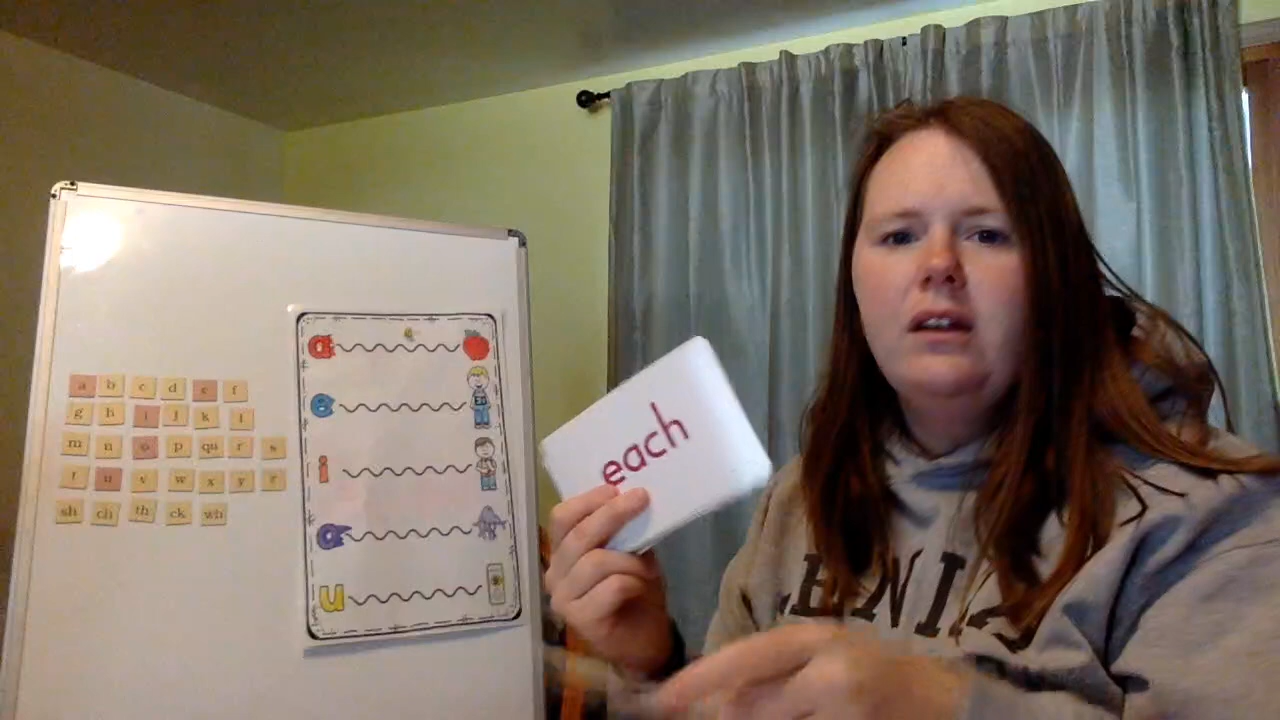 a b c d e f
g h i j k l
m n o p qu r s
t u v w x y z
sh ch th ck wh
a
e
i
o
u
each